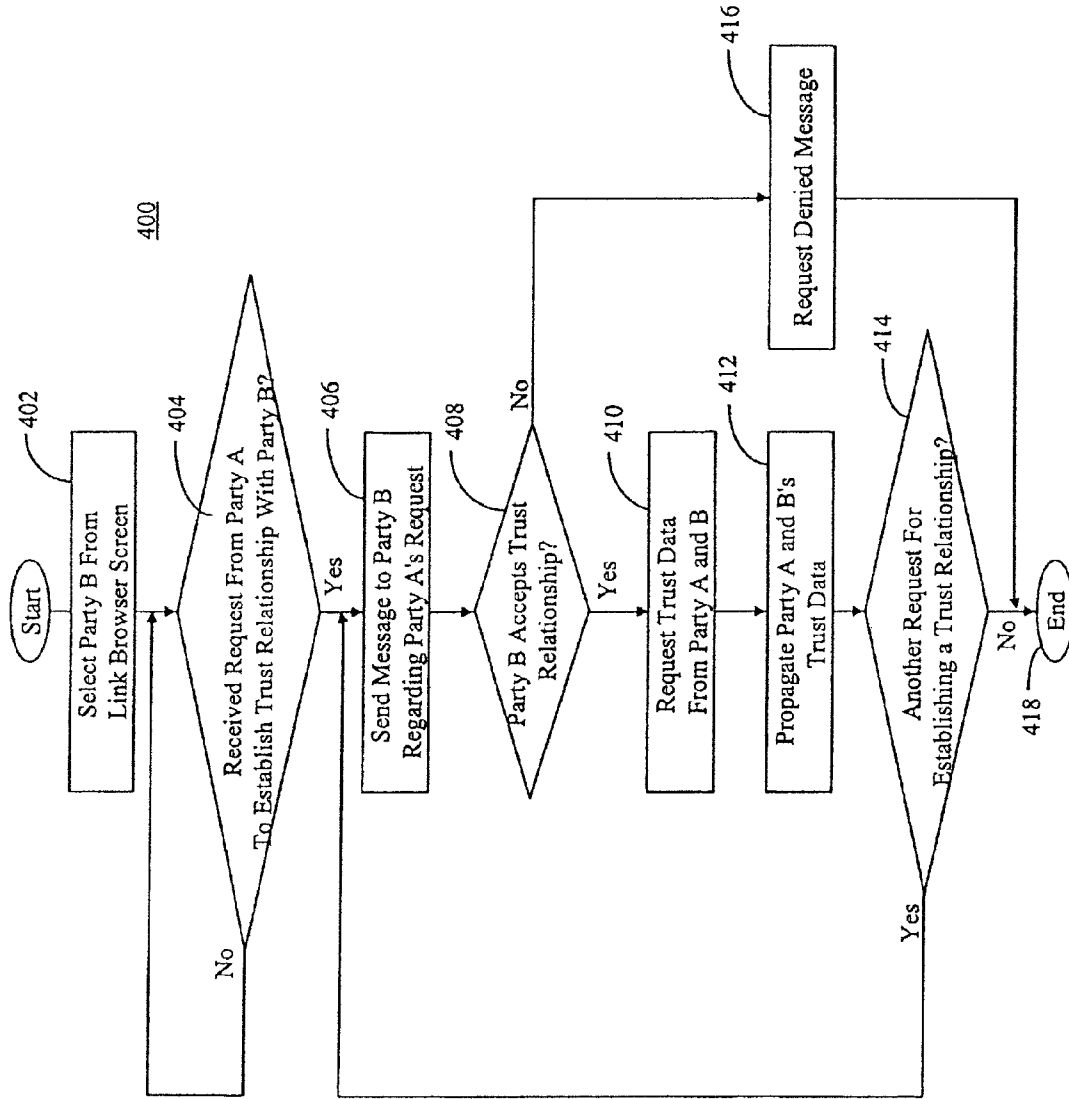 400
Start
402
Select Party B From
Link Browser Screen
404
Received Request From Party A
To Establish Trust Relationship With Party B?
No
Yes
406
Send Message to Party B
Regarding Party A's Request
408
Party B Accepts Trust
Relationship?
No
Yes
416
Request Denied Message
410
Request Trust Data
From Party A and B
412
Propagate Party A and B's
Trust Data
414
Another Request For
Establishing a Trust Relationship?
Yes
No
418
End